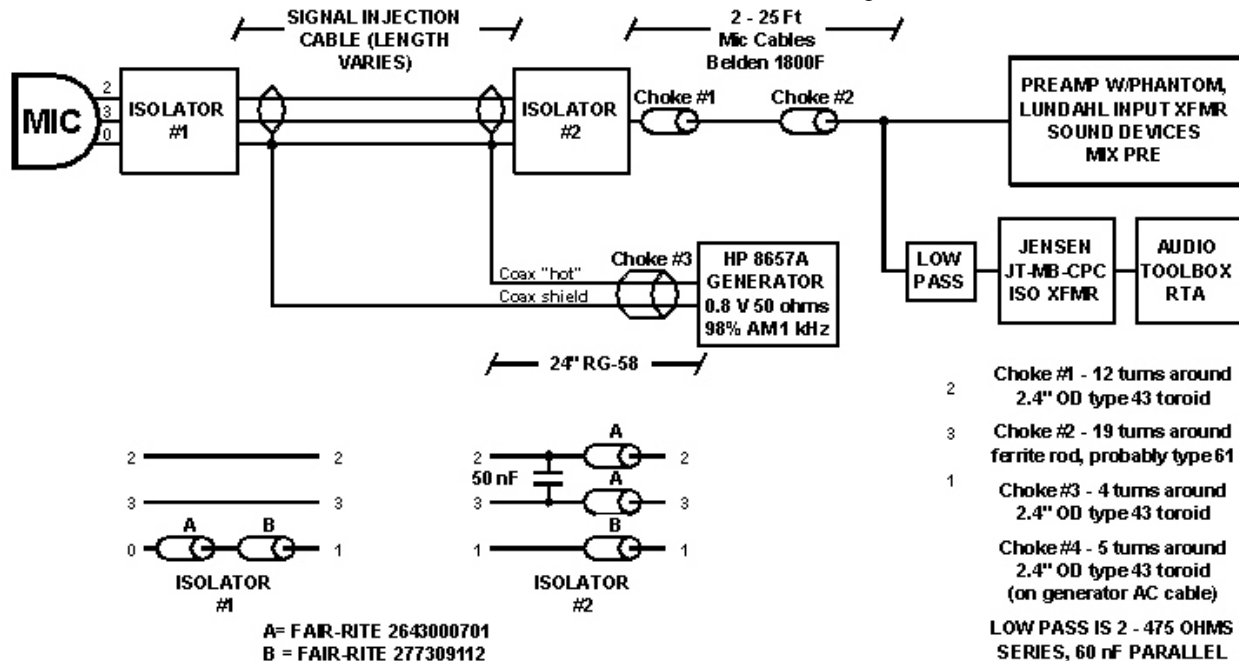 SIGNAL INJECTION
CABLE (LENGTH
VARIES)
2 - 25 Ft
Mic Cables
Belden 1800F
MIC
2
3
0
ISOLATOR
#1
ISOLATOR
#2
Choke #1
Choke #2
PREAMP W/PHANTOM,
LUNDAHL INPUT XFMR
SOUND DEVICES
MIX PRE
Coax "hot"
Coax shield
Choke #3
HP 8657A
GENERATOR
0.8 V 50 ohms
98% AM 1 kHz
LOW
PASS
JENSEN
JT-MB-CPC
ISO XFMR
AUDIO
TOOLBOX
RTA
24" RG-58
2
3
1
Choke #1 - 12 turns around
2.4" OD type 43 toroid
Choke #2 - 19 turns around
ferrite rod, probably type 61
Choke #3 - 4 turns around
2.4" OD type 43 toroid
Choke #4 - 5 turns around
2.4" OD type 43 toroid
(on generator AC cable)
LOW PASS IS 2 - 475 OHMS
SERIES, 60 nF PARALLEL
2 2
3 3
A B
0 1
ISOLATOR
#1
A
2 2
50 nF
A
3 3
B
1 1
ISOLATOR
#2
A= FAIR-RITE 2643000701
B = FAIR-RITE 277309112